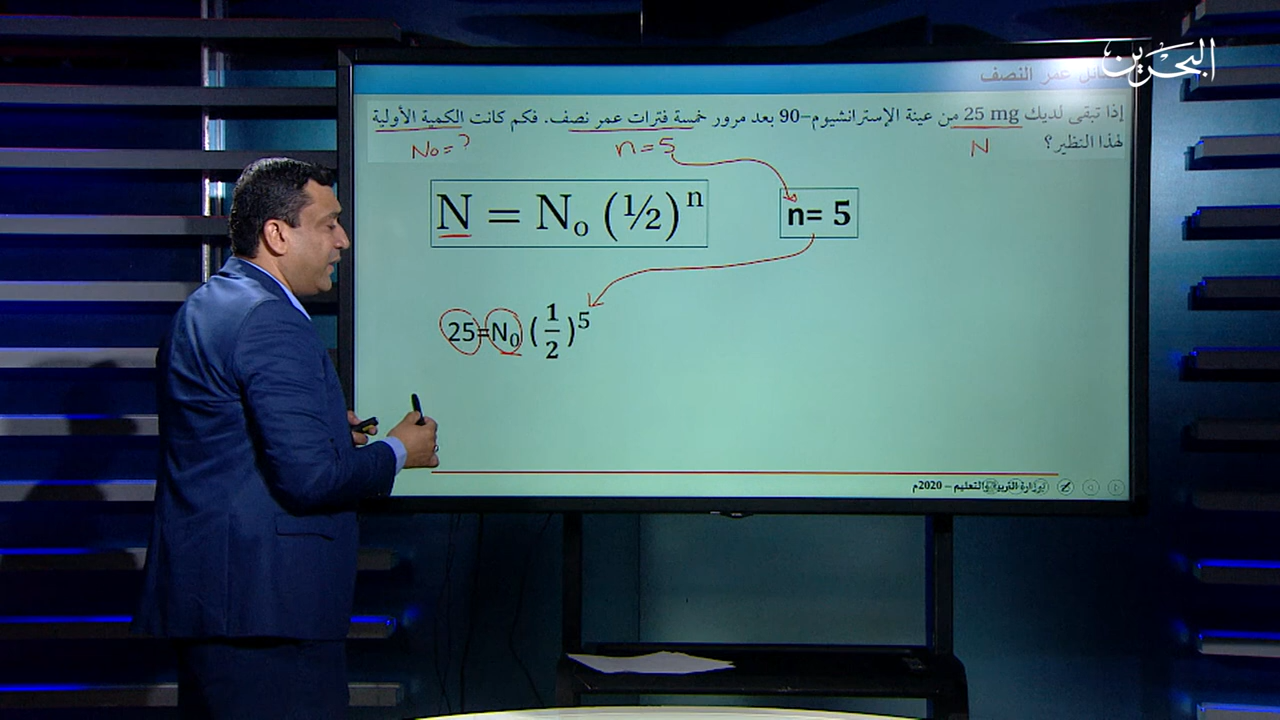 البحرين
عمر النصف
إذا تبقى لديك 25 mg من عينة الإسترانشيوم-90 بعد مرور خمسة فترات عمر نصف. فكم كانت الكمية الأولية
لهذا النظير؟
N
n=5
No=?
N = No (½)^n
n= 5
25=N₀ (1/2)^5
وزارة التربية والتعليم – 2020م